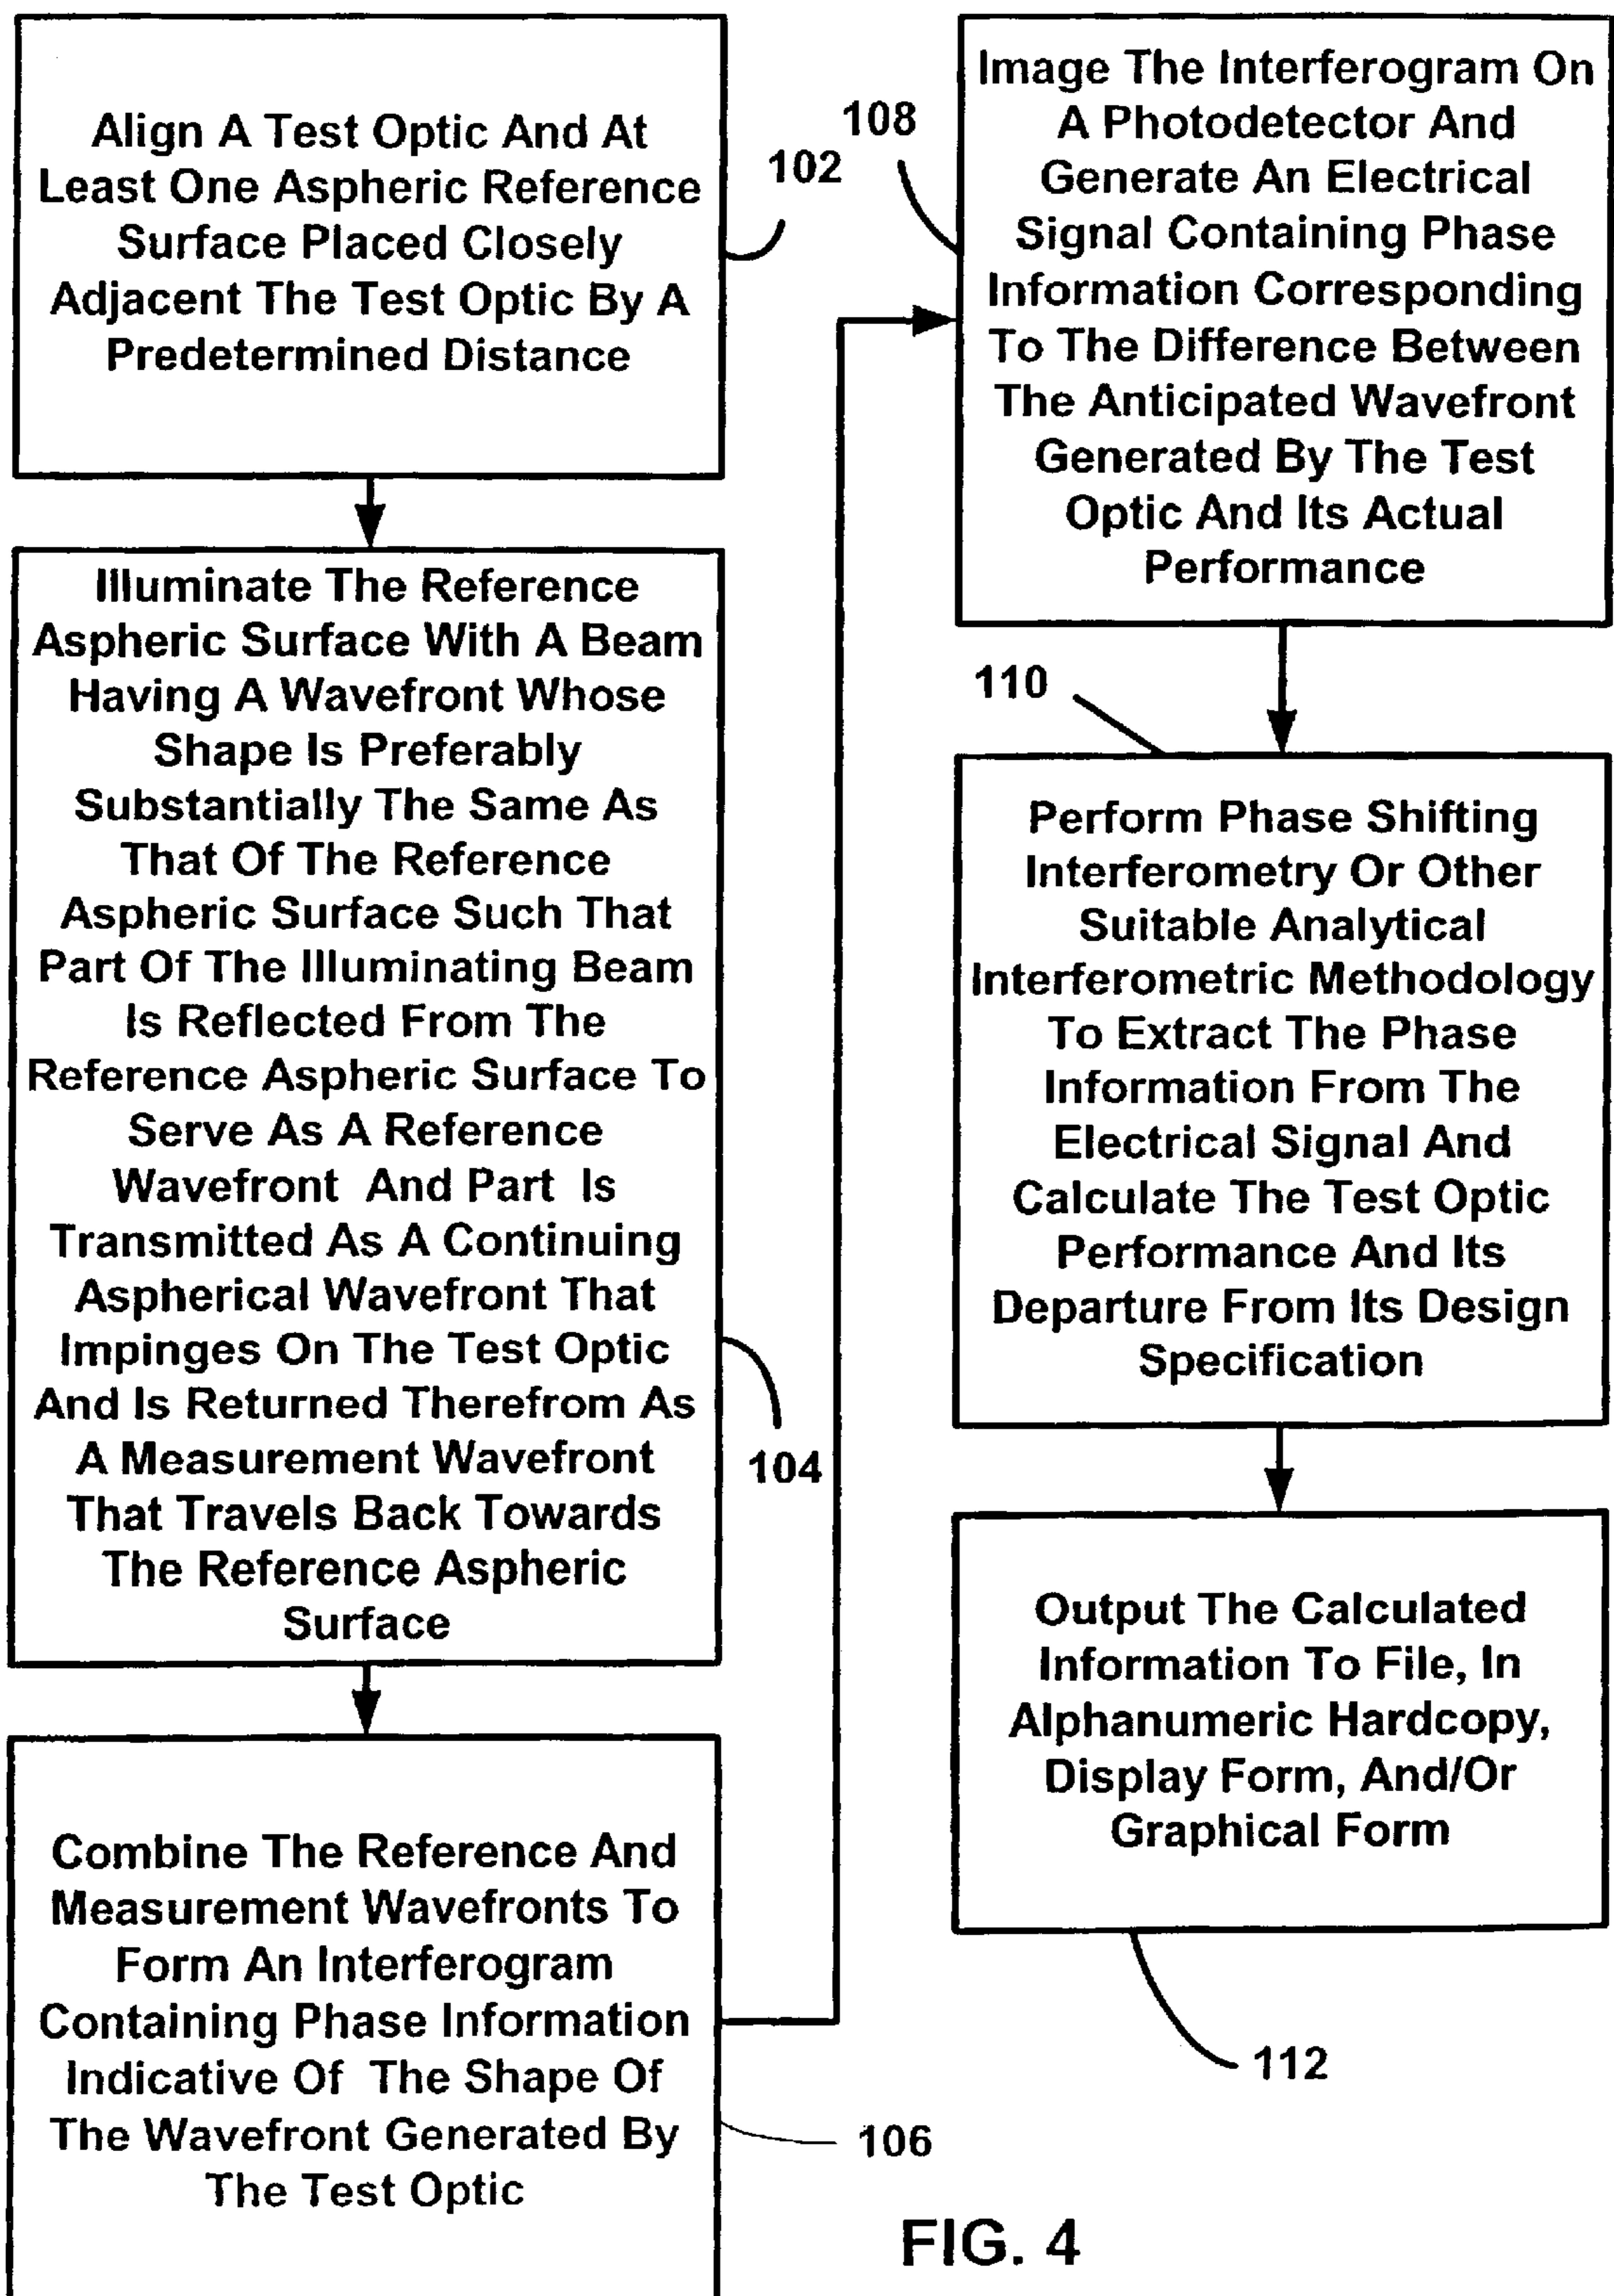 Align A Test Optic And At
Least One Aspheric Reference
Surface Placed Closely
Adjacent The Test Optic By A
Predetermined Distance
102
Illuminate The Reference
Aspheric Surface With A Beam
Having A Wavefront Whose
Shape Is Preferably
Substantially The Same As
That Of The Reference
Aspheric Surface Such That
Part Of The Illuminating Beam
Is Reflected From The
Reference Aspheric Surface To
Serve As A Reference
Wavefront And Part Is
Transmitted As A Continuing
Aspherical Wavefront That
Impinges On The Test Optic
And Is Returned Therefrom As
A Measurement Wavefront
That Travels Back Towards
The Reference Aspheric
Surface
104
Combine The Reference And
Measurement Wavefronts To
Form An Interferogram
Containing Phase Information
Indicative Of The Shape Of
The Wavefront Generated By
The Test Optic
106
108
Image The Interferogram On
A Photodetector And
Generate An Electrical
Signal Containing Phase
Information Corresponding
To The Difference Between
The Anticipated Wavefront
Generated By The Test
Optic And Its Actual
Performance
110
Perform Phase Shifting
Interferometry Or Other
Suitable Analytical
Interferometric Methodology
To Extract The Phase
Information From The
Electrical Signal And
Calculate The Test Optic
Performance And Its
Departure From Its Design
Specification
Output The Calculated
Information To File, In
Alphanumeric Hardcopy,
Display Form, And/Or
Graphical Form
112
FIG. 4